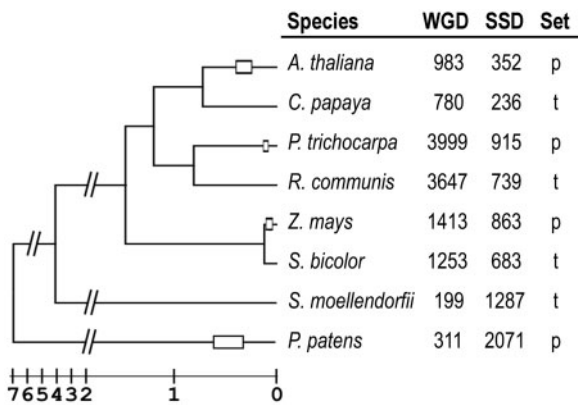 Species WGD SSD Set
A. thaliana 983 352 p
C. papaya 780 236 t
P. trichocarpa 3999 915 p
R. communis 3647 739 t
Z. mays 1413 863 p
S. bicolor 1253 683 t
S. moellendorfii 199 1287 t
P. patens 311 2071 p
7 6 5 4 3 2 1 0